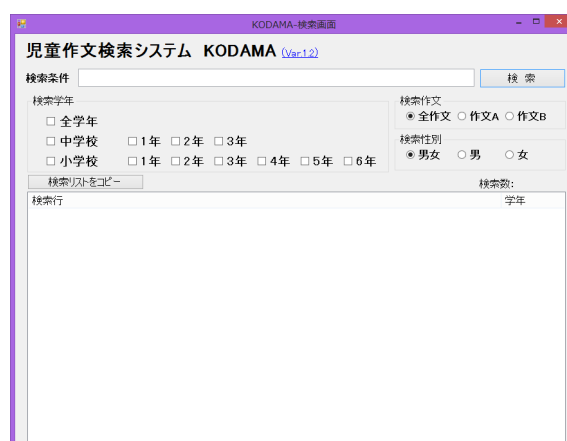 KODAMA-検索画面
児童作文検索システム KODAMA (Var.1.2)
検索条件 検 索
検索学年
□ 全学年
□ 中学校 □1年 □2年 □3年
□ 小学校 □1年 □2年 □3年 □4年 □5年 □6年
検索作文
全作文 作文A 作文B
検索性別
男女 男 女
検索リストをコピー 検索数:
検索行 学年